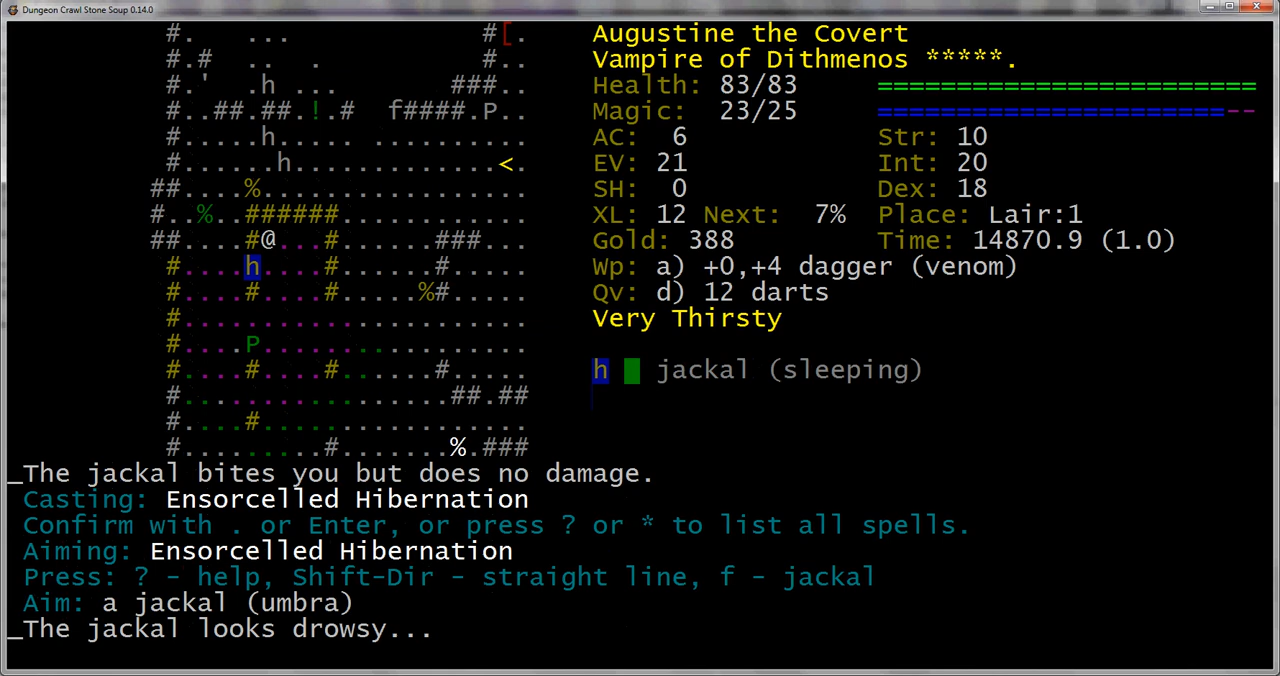 Dungeon Crawl Stone Soup 0.14.0
#.   ...            #[.    Augustine the Covert
#.#  ..  .          #..    Vampire of Dithmenos *****.
#. '  .h ...      ###..    Health: 83/83    ========================
#..##.##.!.#  f####.P..    Magic:  23/25    ======================--
#.....h.... ..........     AC:  6           Str: 10
#......h.... ........<.    EV: 21           Int: 20
##....%................    SH:  0           Dex: 18
#..%..######...........    XL: 12 Next:  7%  Place: Lair:1
##....#@...#......###..    Gold: 388        Time: 14870.9 (1.0)
#....h....#......#.....    Wp: a) +0,+4 dagger (venom)
#....#....#.....%#.....    Qv: d) 12 darts
#......................    Very Thirsty
#....P.................
#....#....#......#.....    h   jackal (sleeping)
#.................##.##
#....#.................
#.........#.......%.###
_The jackal bites you but does no damage.
Casting: Ensorcelled Hibernation
Confirm with . or Enter, or press ? or * to list all spells.
Aiming: Ensorcelled Hibernation
Press: ? - help, Shift-Dir - straight line, f - jackal
Aim: a jackal (umbra)
_The jackal looks drowsy...